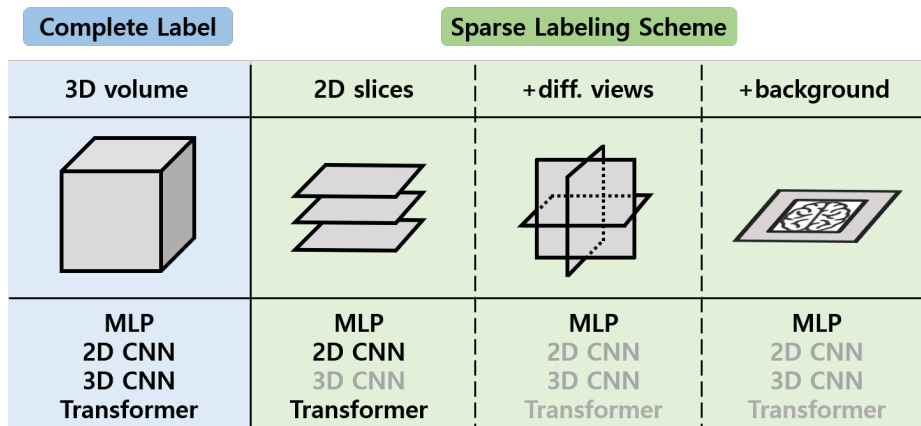 Complete Label
Sparse Labeling Scheme
3D volume
2D slices
+diff. views
+background
MLP
2D CNN
3D CNN
Transformer
MLP
2D CNN
3D CNN
Transformer
MLP
2D CNN
3D CNN
Transformer
MLP
2D CNN
3D CNN
Transformer